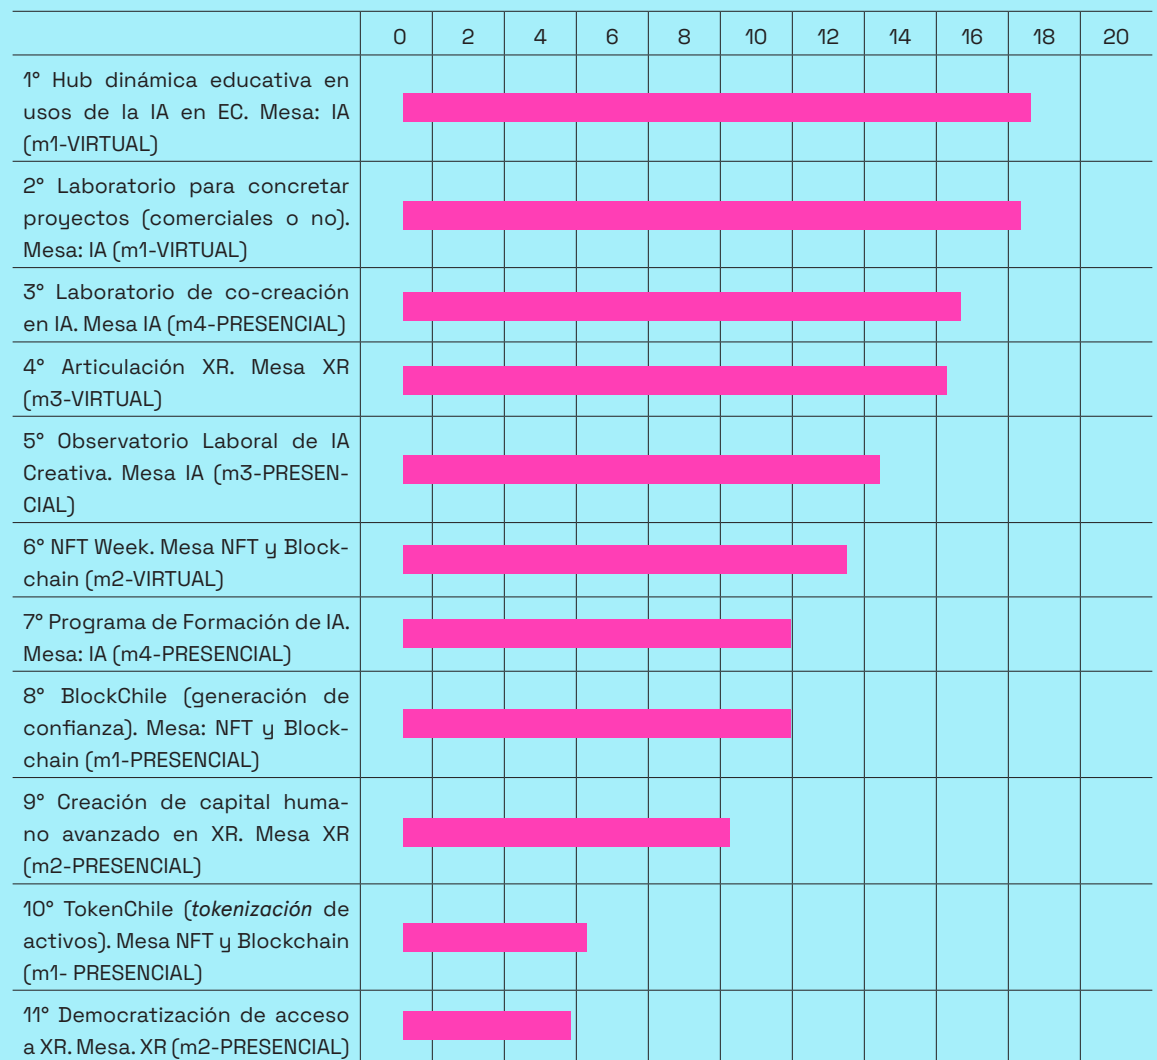 0 2 4 6 8 10 12 14 16 18 20
1° Hub dinámica educativa en
usos de la IA en EC. Mesa: IA
(m1-VIRTUAL)
2° Laboratorio para concretar
proyectos (comerciales o no).
Mesa: IA (m1-VIRTUAL)
3° Laboratorio de co-creación
en IA. Mesa IA (m4-PRESENCIAL)
4° Articulación XR. Mesa XR
(m3-VIRTUAL)
5° Observatorio Laboral de IA
Creativa. Mesa IA (m3-PRESEN-
CIAL)
6° NFT Week. Mesa NFT y Block-
chain (m2-VIRTUAL)
7° Programa de Formación de IA.
Mesa: IA (m4-PRESENCIAL)
8° BlockChile (generación de
confianza). Mesa: NFT y Block-
chain (m1-PRESENCIAL)
9° Creación de capital huma-
no avanzado en XR. Mesa XR
(m2-PRESENCIAL)
10° TokenChile (tokenización de
activos). Mesa NFT y Blockchain
(m1- PRESENCIAL)
11° Democratización de acceso
a XR. Mesa. XR (m2-PRESENCIAL)